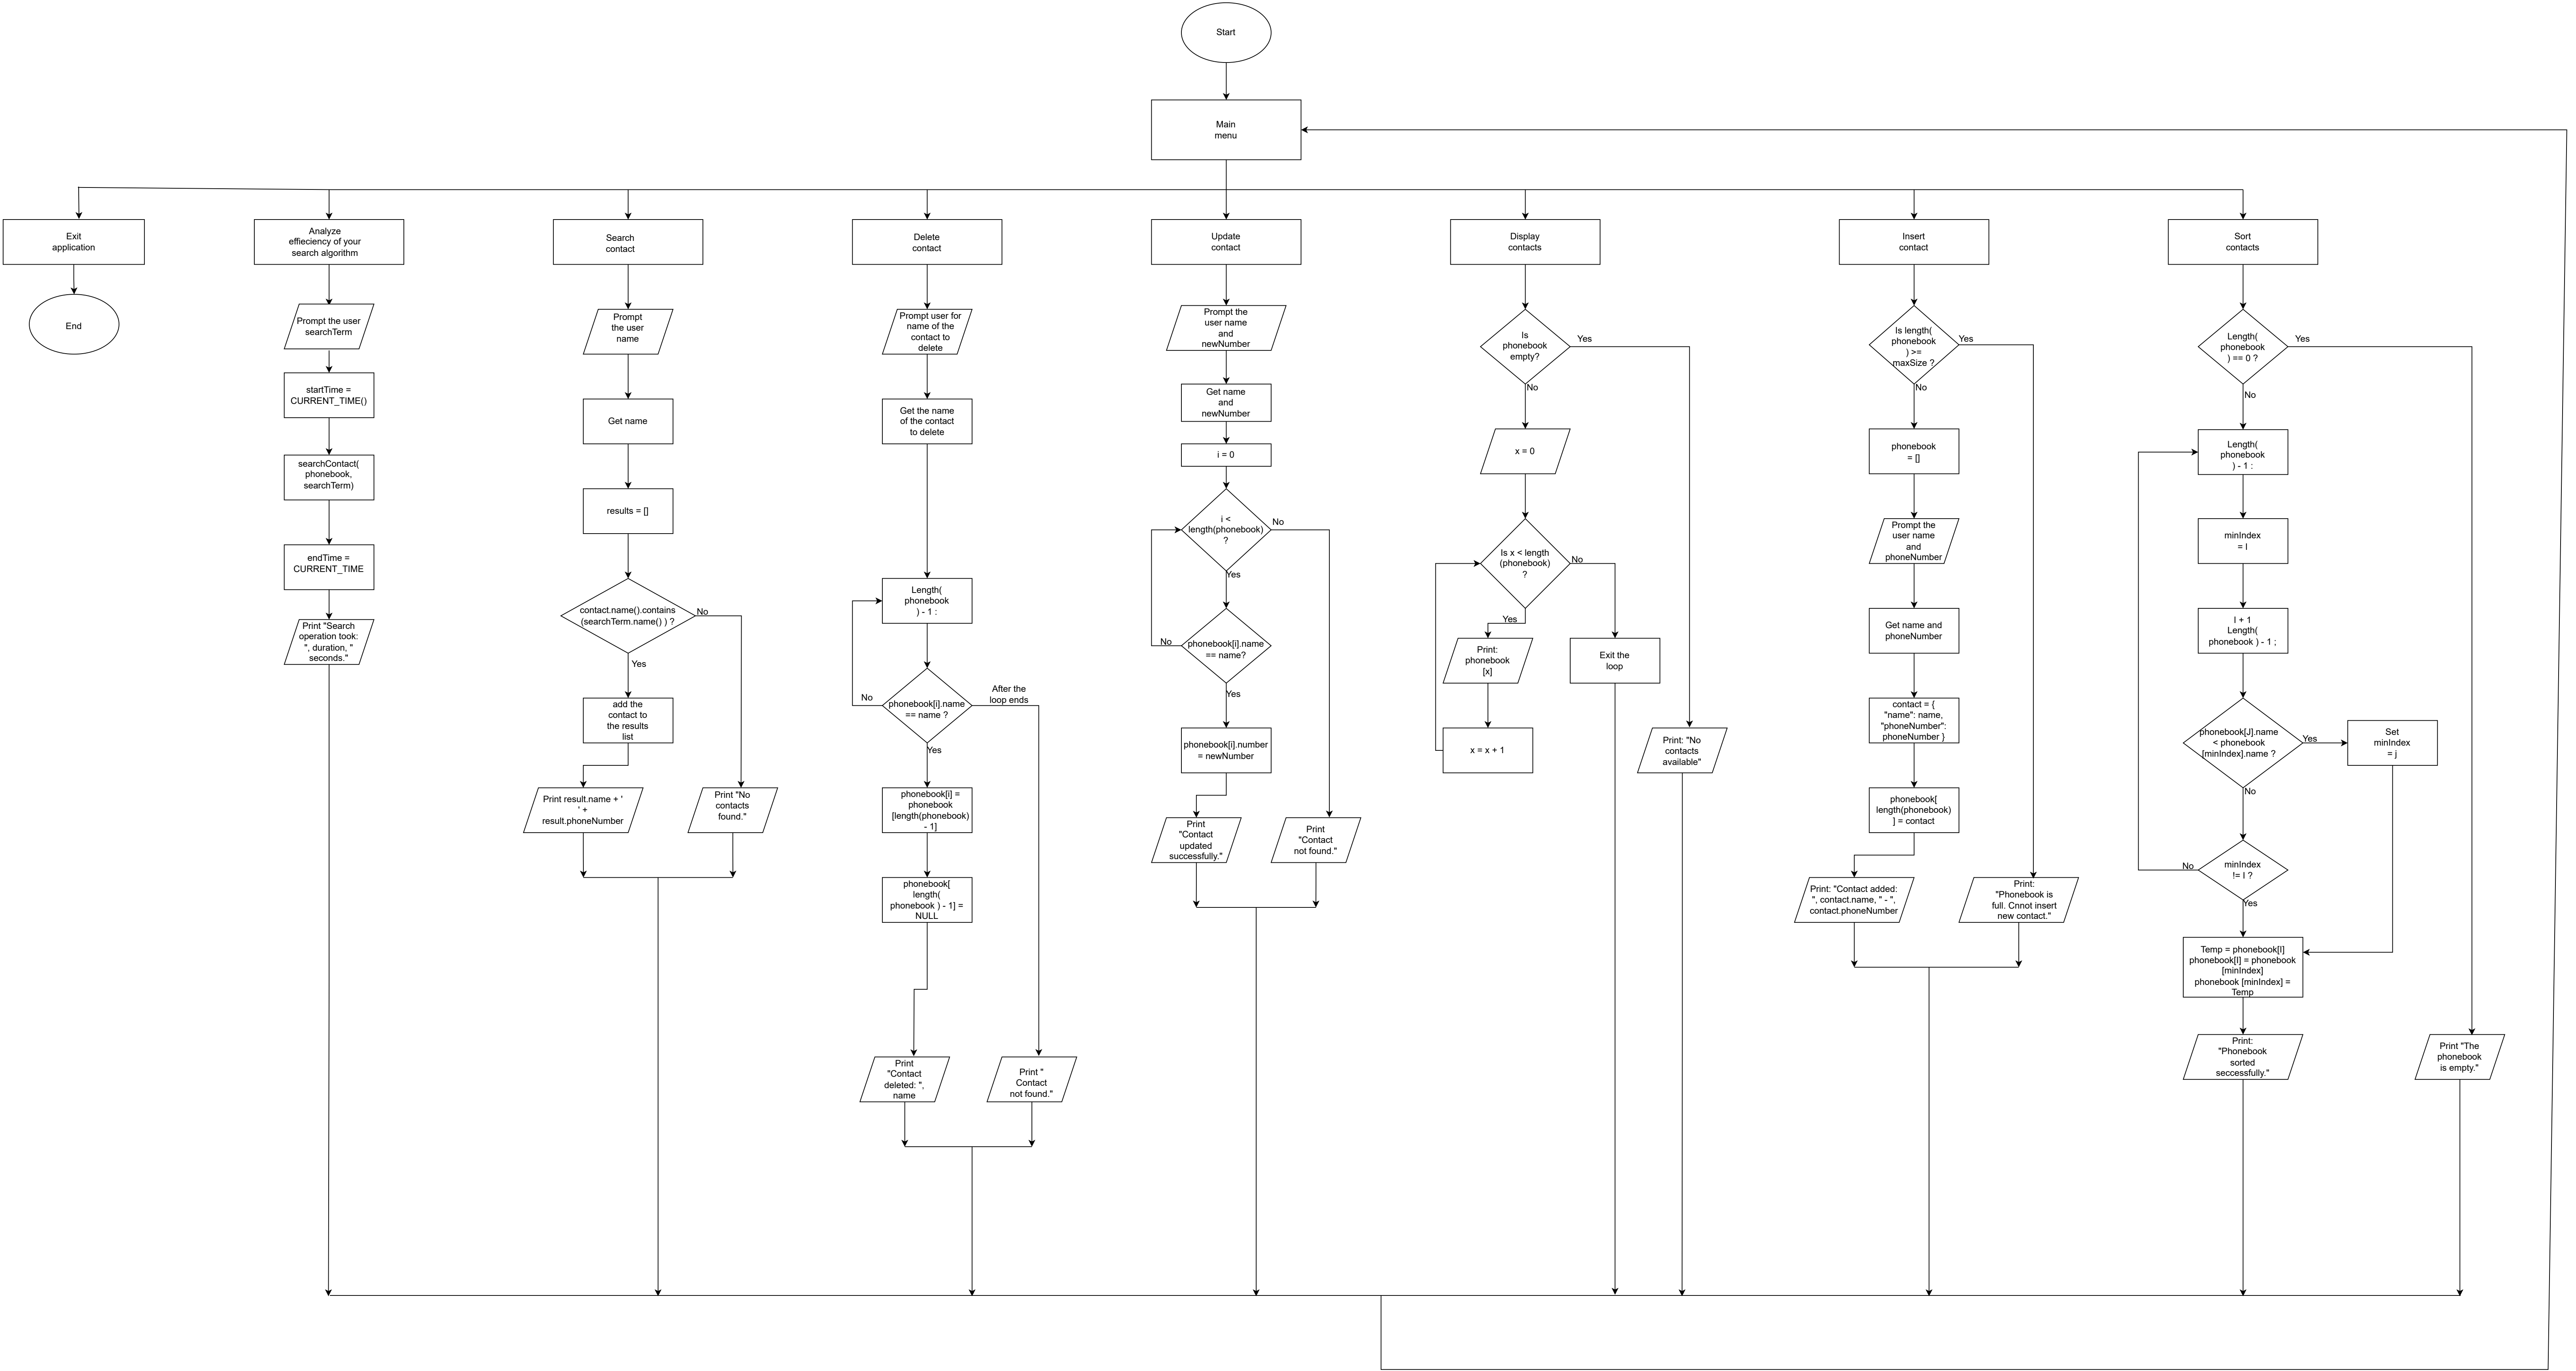 Start
Main
menu
Exit
application
End
Analyze
effieciency of your
search algorithm
Prompt the user
searchTerm
startTime =
CURRENT_TIME()
searchContact(
phonebook,
searchTerm)
endTime =
CURRENT_TIME
Print "Search
operation took:
", duration, "
seconds."
Search
contact
Prompt
the user
name
Get name
results = []
contact.name().contains
(searchTerm.name() ) ?
No
Yes
add the
contact to
the results
list
Print result.name + '
' +
result.phoneNumber
Print "No
contacts
found."
Delete
contact
Prompt user for
name of the
contact to
delete
Get the name
of the contact
to delete
Length(
phonebook
) - 1 :
phonebook[i].name
== name ?
No
After the
loop ends
Yes
phonebook[i] =
phonebook
[length(phonebook)
- 1]
phonebook[
length(
phonebook ) - 1] =
NULL
Print
"Contact
deleted: ",
name
Print "
Contact
not found."
Update
contact
Prompt the
user name
and
newNumber
Get name
and
newNumber
i = 0
i <
length(phonebook)
?
No
Yes
phonebook[i].name
== name?
No
Yes
phonebook[i].number
= newNumber
Print
"Contact
updated
successfully."
Print
"Contact
not found."
Display
contacts
Is
phonebook
empty?
Yes
No
x = 0
Is x < length
(phonebook)
?
No
Yes
Print:
phonebook
[x]
Exit the
loop
x = x + 1
Print: "No
contacts
available"
Insert
contact
Is length(
phonebook
) >=
maxSize ?
Yes
No
phonebook
= []
Prompt the
user name
and
phoneNumber
Get name and
phoneNumber
contact = {
"name": name,
"phoneNumber":
phoneNumber }
phonebook[
length(phonebook)
] = contact
Print: "Contact added:
", contact.name, " - ",
contact.phoneNumber
Print:
"Phonebook is
full. Cnnot insert
new contact."
Sort
contacts
Length(
phonebook
) == 0 ?
Yes
No
Length(
phonebook
) - 1 :
minIndex
= I
I + 1
Length(
phonebook ) - 1 ;
phonebook[J].name
< phonebook
[minIndex].name ?
Yes
Set
minIndex
= j
No
minIndex
!= I ?
No
Yes
Temp = phonebook[I]
phonebook[I] = phonebook
[minIndex]
phonebook [minIndex] =
Temp
Print:
"Phonebook
sorted
seccessfully."
Print "The
phonebook
is empty."